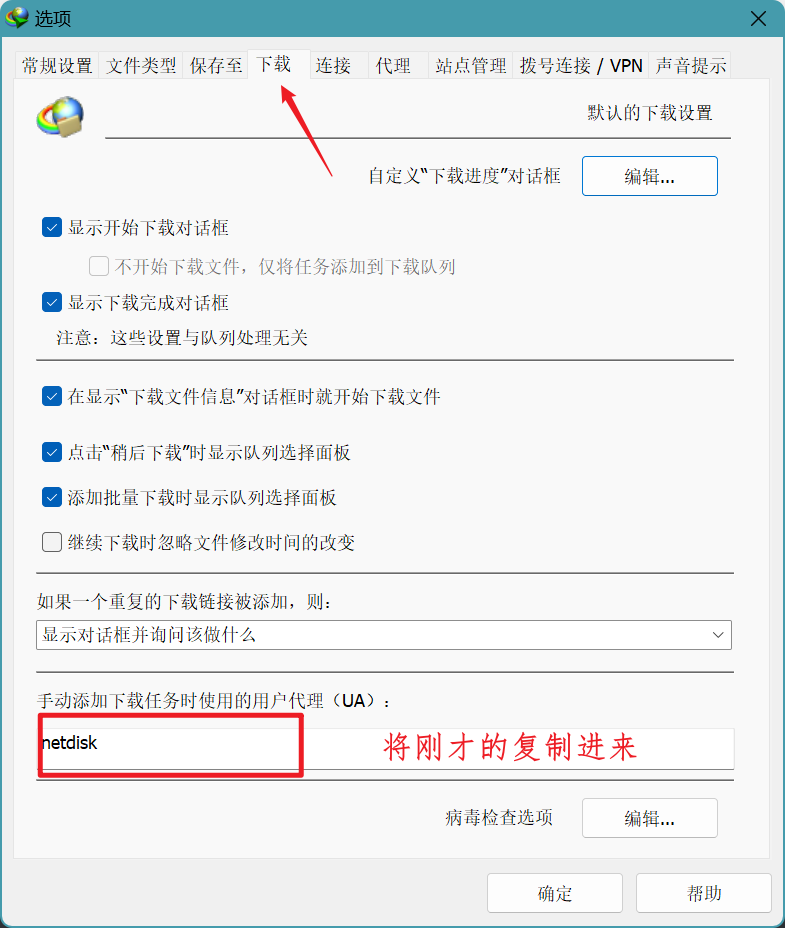 选项
常规设置 文件类型 保存至 下载 连接 代理 站点管理 拨号连接 / VPN 声音提示
默认的下载设置
自定义“下载进度”对话框 编辑...
显示开始下载对话框
不开始下载文件，仅将任务添加到下载队列
显示下载完成对话框
注意：这些设置与队列处理无关
在显示“下载文件信息”对话框时就开始下载文件
点击“稍后下载”时显示队列选择面板
添加批量下载时显示队列选择面板
继续下载时忽略文件修改时间的改变
如果一个重复的下载链接被添加，则：
显示对话框并询问该做什么
手动添加下载任务时使用的用户代理（UA）：
netdisk 将刚才的复制进来
病毒检查选项 编辑...
确定 帮助